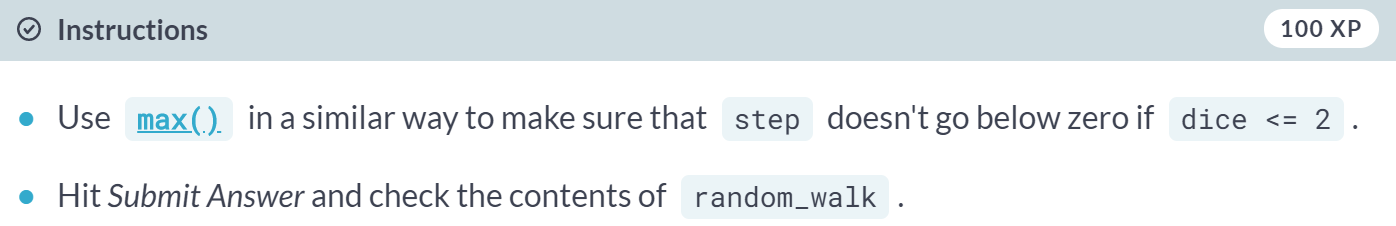 Instructions 100 XP
Use max() in a similar way to make sure that step doesn't go below zero if dice <= 2 .
Hit Submit Answer and check the contents of random_walk .